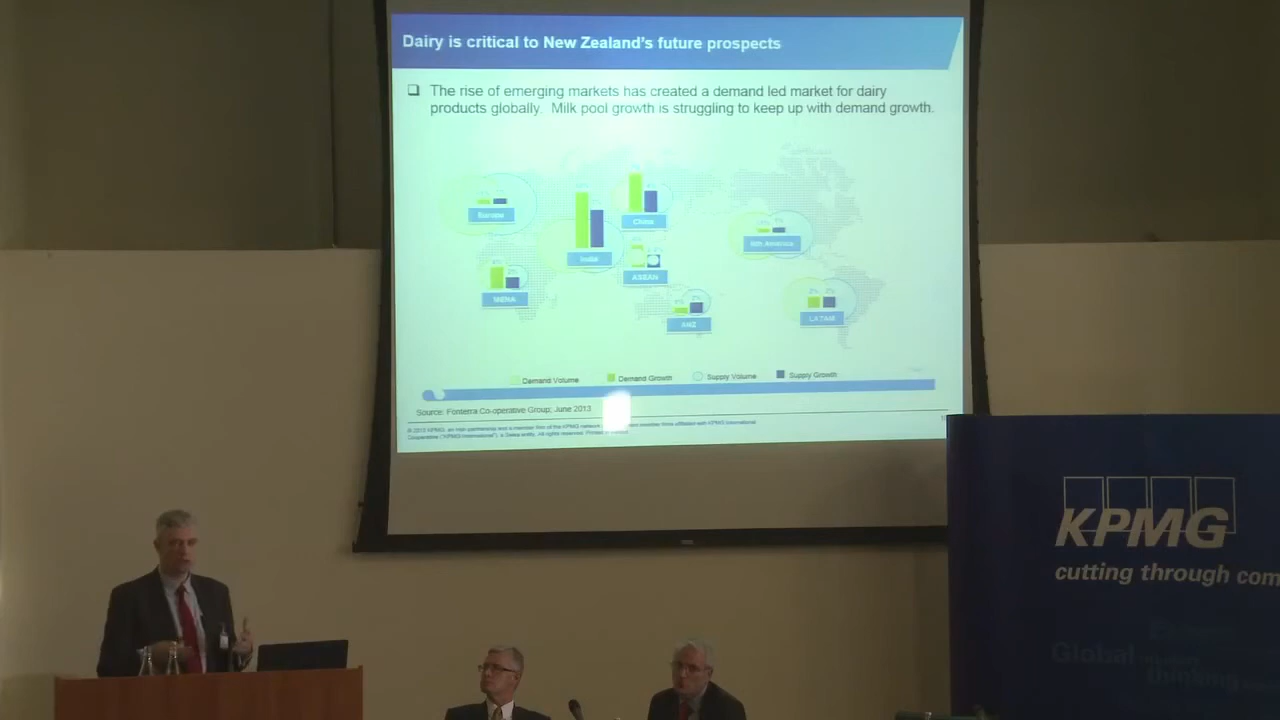 Dairy is critical to New Zealand's future prospects
❑ The rise of emerging markets has created a demand led market for dairy
products globally. Milk pool growth is struggling to keep up with demand growth.
Europe
China
India
ASEAN
MENA
ANZ
Nth America
LATAM
Demand Volume
Demand Growth
Supply Volume
Supply Growth
Source: Fonterra Co-operative Group; June 2013
KPMG
cutting through com
Global
thinking